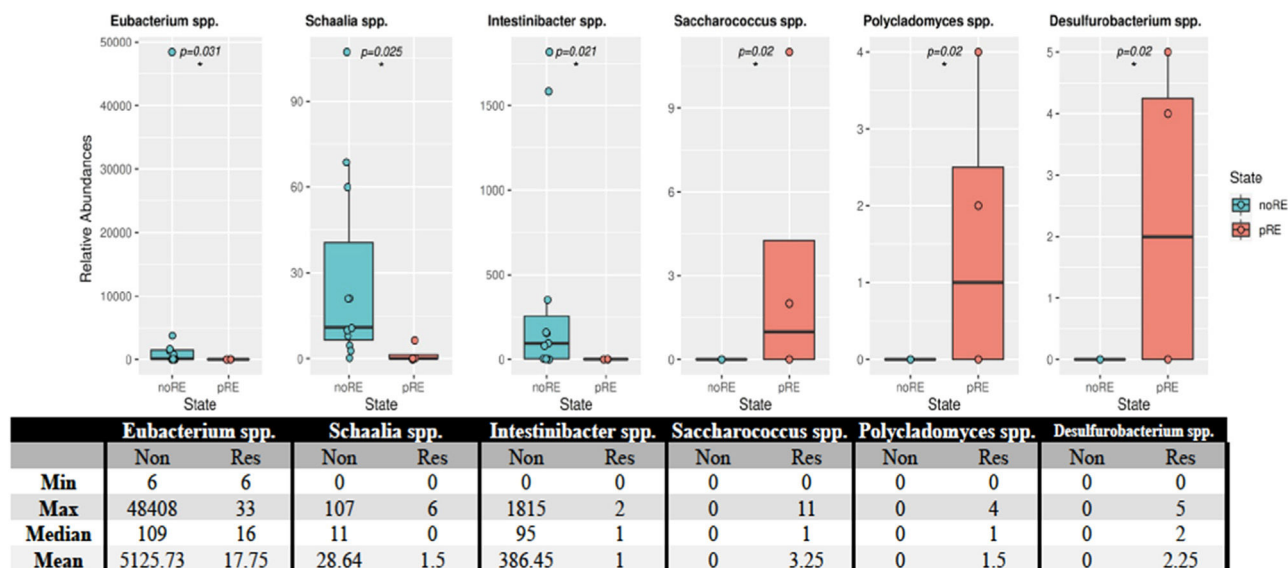 Eubacterium spp. Schaalia spp. Intestinibacter spp. Saccharococcus spp. Polycladomyces spp. Desulfurobacterium spp.
p=0.031 p=0.025 p=0.021 p=0.02 p=0.02 p=0.02
* * * * * *
Relative Abundances
50000
40000
30000
20000
10000
0
90
60
30
0
1500
1000
500
0
9
6
3
0
4
3
2
1
0
5
4
3
2
1
0
noRE pRE noRE pRE noRE pRE noRE pRE noRE pRE noRE pRE
State State State State State State
State
noRE
pRE
Eubacterium spp. Schaalia spp. Intestinibacter spp. Saccharococcus spp. Polycladomyces spp. Desulfurobacterium spp.
Non Res Non Res Non Res Non Res Non Res Non Res
Min 6 6 0 0 0 0 0 0 0 0 0 0
Max 48408 33 107 6 1815 2 0 11 0 4 0 5
Median 109 16 11 0 95 1 0 1 0 1 0 2
Mean 5125.73 17.75 28.64 1.5 386.45 1 0 3.25 0 1.5 0 2.25